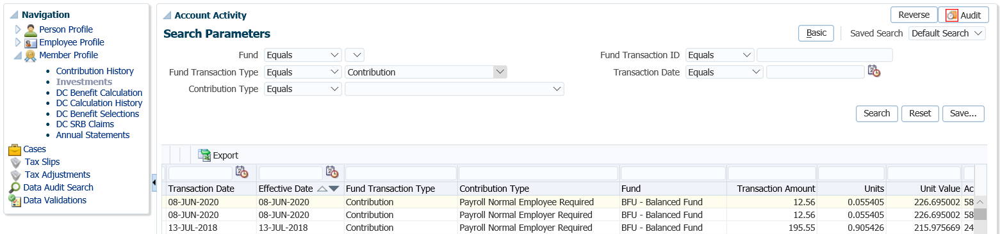 Navigation
Person Profile
Employee Profile
Member Profile
Contribution History
Investments
DC Benefit Calculation
DC Calculation History
DC Benefit Selections
DC SRB Claims
Annual Statements
Cases
Tax Slips
Tax Adjustments
Data Audit Search
Data Validations
Account Activity
Reverse Audit
Search Parameters
Basic Saved Search Default Search
Fund Equals Fund Transaction ID Equals
Fund Transaction Type Equals Contribution Transaction Date Equals
Contribution Type Equals
Search Reset Save...
Export
Transaction Date Effective Date Fund Transaction Type Contribution Type Fund Transaction Amount Units Unit Value Ac
08-JUN-2020 08-JUN-2020 Contribution Payroll Normal Employee Required BFU - Balanced Fund 12.56 0.055405 226.695002 58
08-JUN-2020 08-JUN-2020 Contribution Payroll Normal Employer Required BFU - Balanced Fund 12.56 0.055405 226.695002 58
13-JUL-2018 13-JUL-2018 Contribution Payroll Normal Employer Required BFU - Balanced Fund 195.55 0.905426 215.975669 24